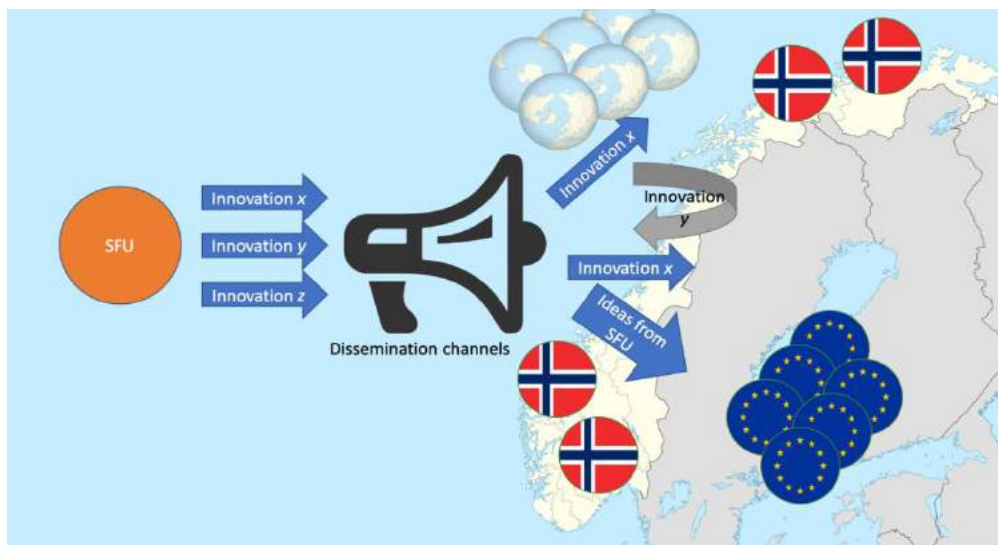 SFU
Innovation x
Innovation y
Innovation z
Dissemination channels
Innovation x
Innovation
y
Innovation x
Ideas from
SFU